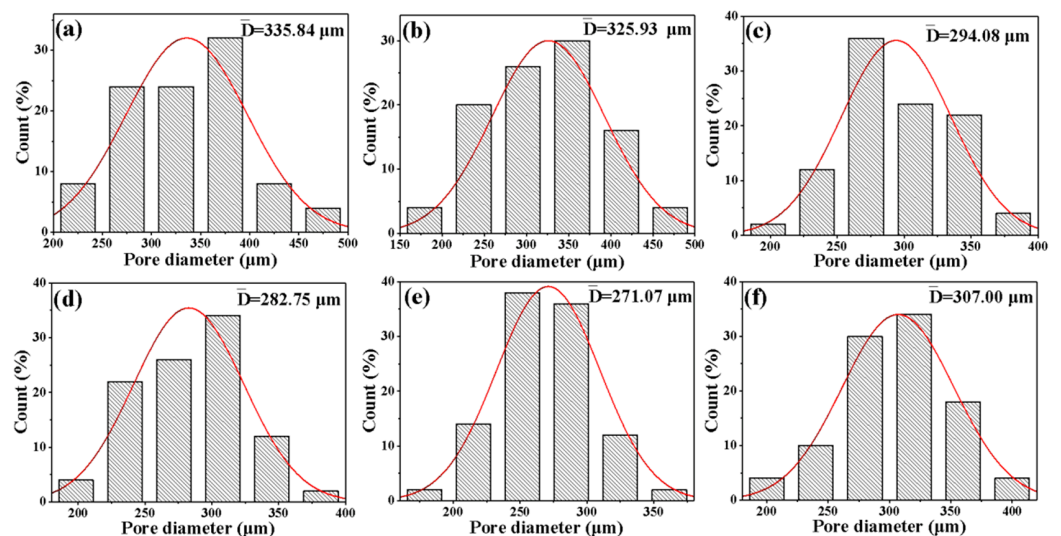 (a) D̅=335.84 μm
30
20
10
0
Count (%)
200 250 300 350 400 450 500
Pore diameter (μm)
(b) D̅=325.93 μm
30
20
10
0
Count (%)
150 200 250 300 350 400 450 500
Pore diameter (μm)
(c) D̅=294.08 μm
40
30
20
10
0
Count (%)
200 250 300 350 400
Pore diameter (μm)
(d) D̅=282.75 μm
40
30
20
10
0
Count (%)
200 250 300 350 400
Pore diameter (μm)
(e) D̅=271.07 μm
40
30
20
10
0
Count (%)
200 250 300 350
Pore diameter (μm)
(f) D̅=307.00 μm
40
30
20
10
0
Count (%)
200 250 300 350 400
Pore diameter (μm)